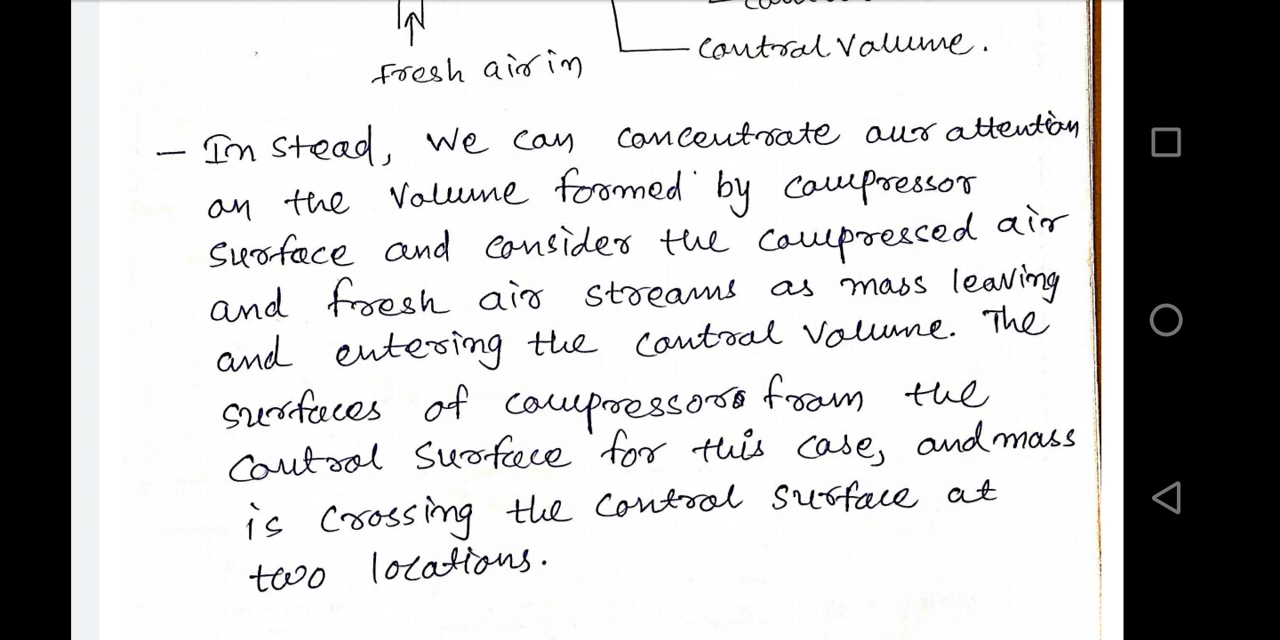 Control Volume.
Fresh air in
- In stead, We can concentrate our attention
on the Volume formed by compressor
surface and consider the compressed air
and fresh air streams as mass leaving
and entering the control volume. The
surfaces of compressors from the
control surface for this case, and mass
is crossing the control surface at
two locations.